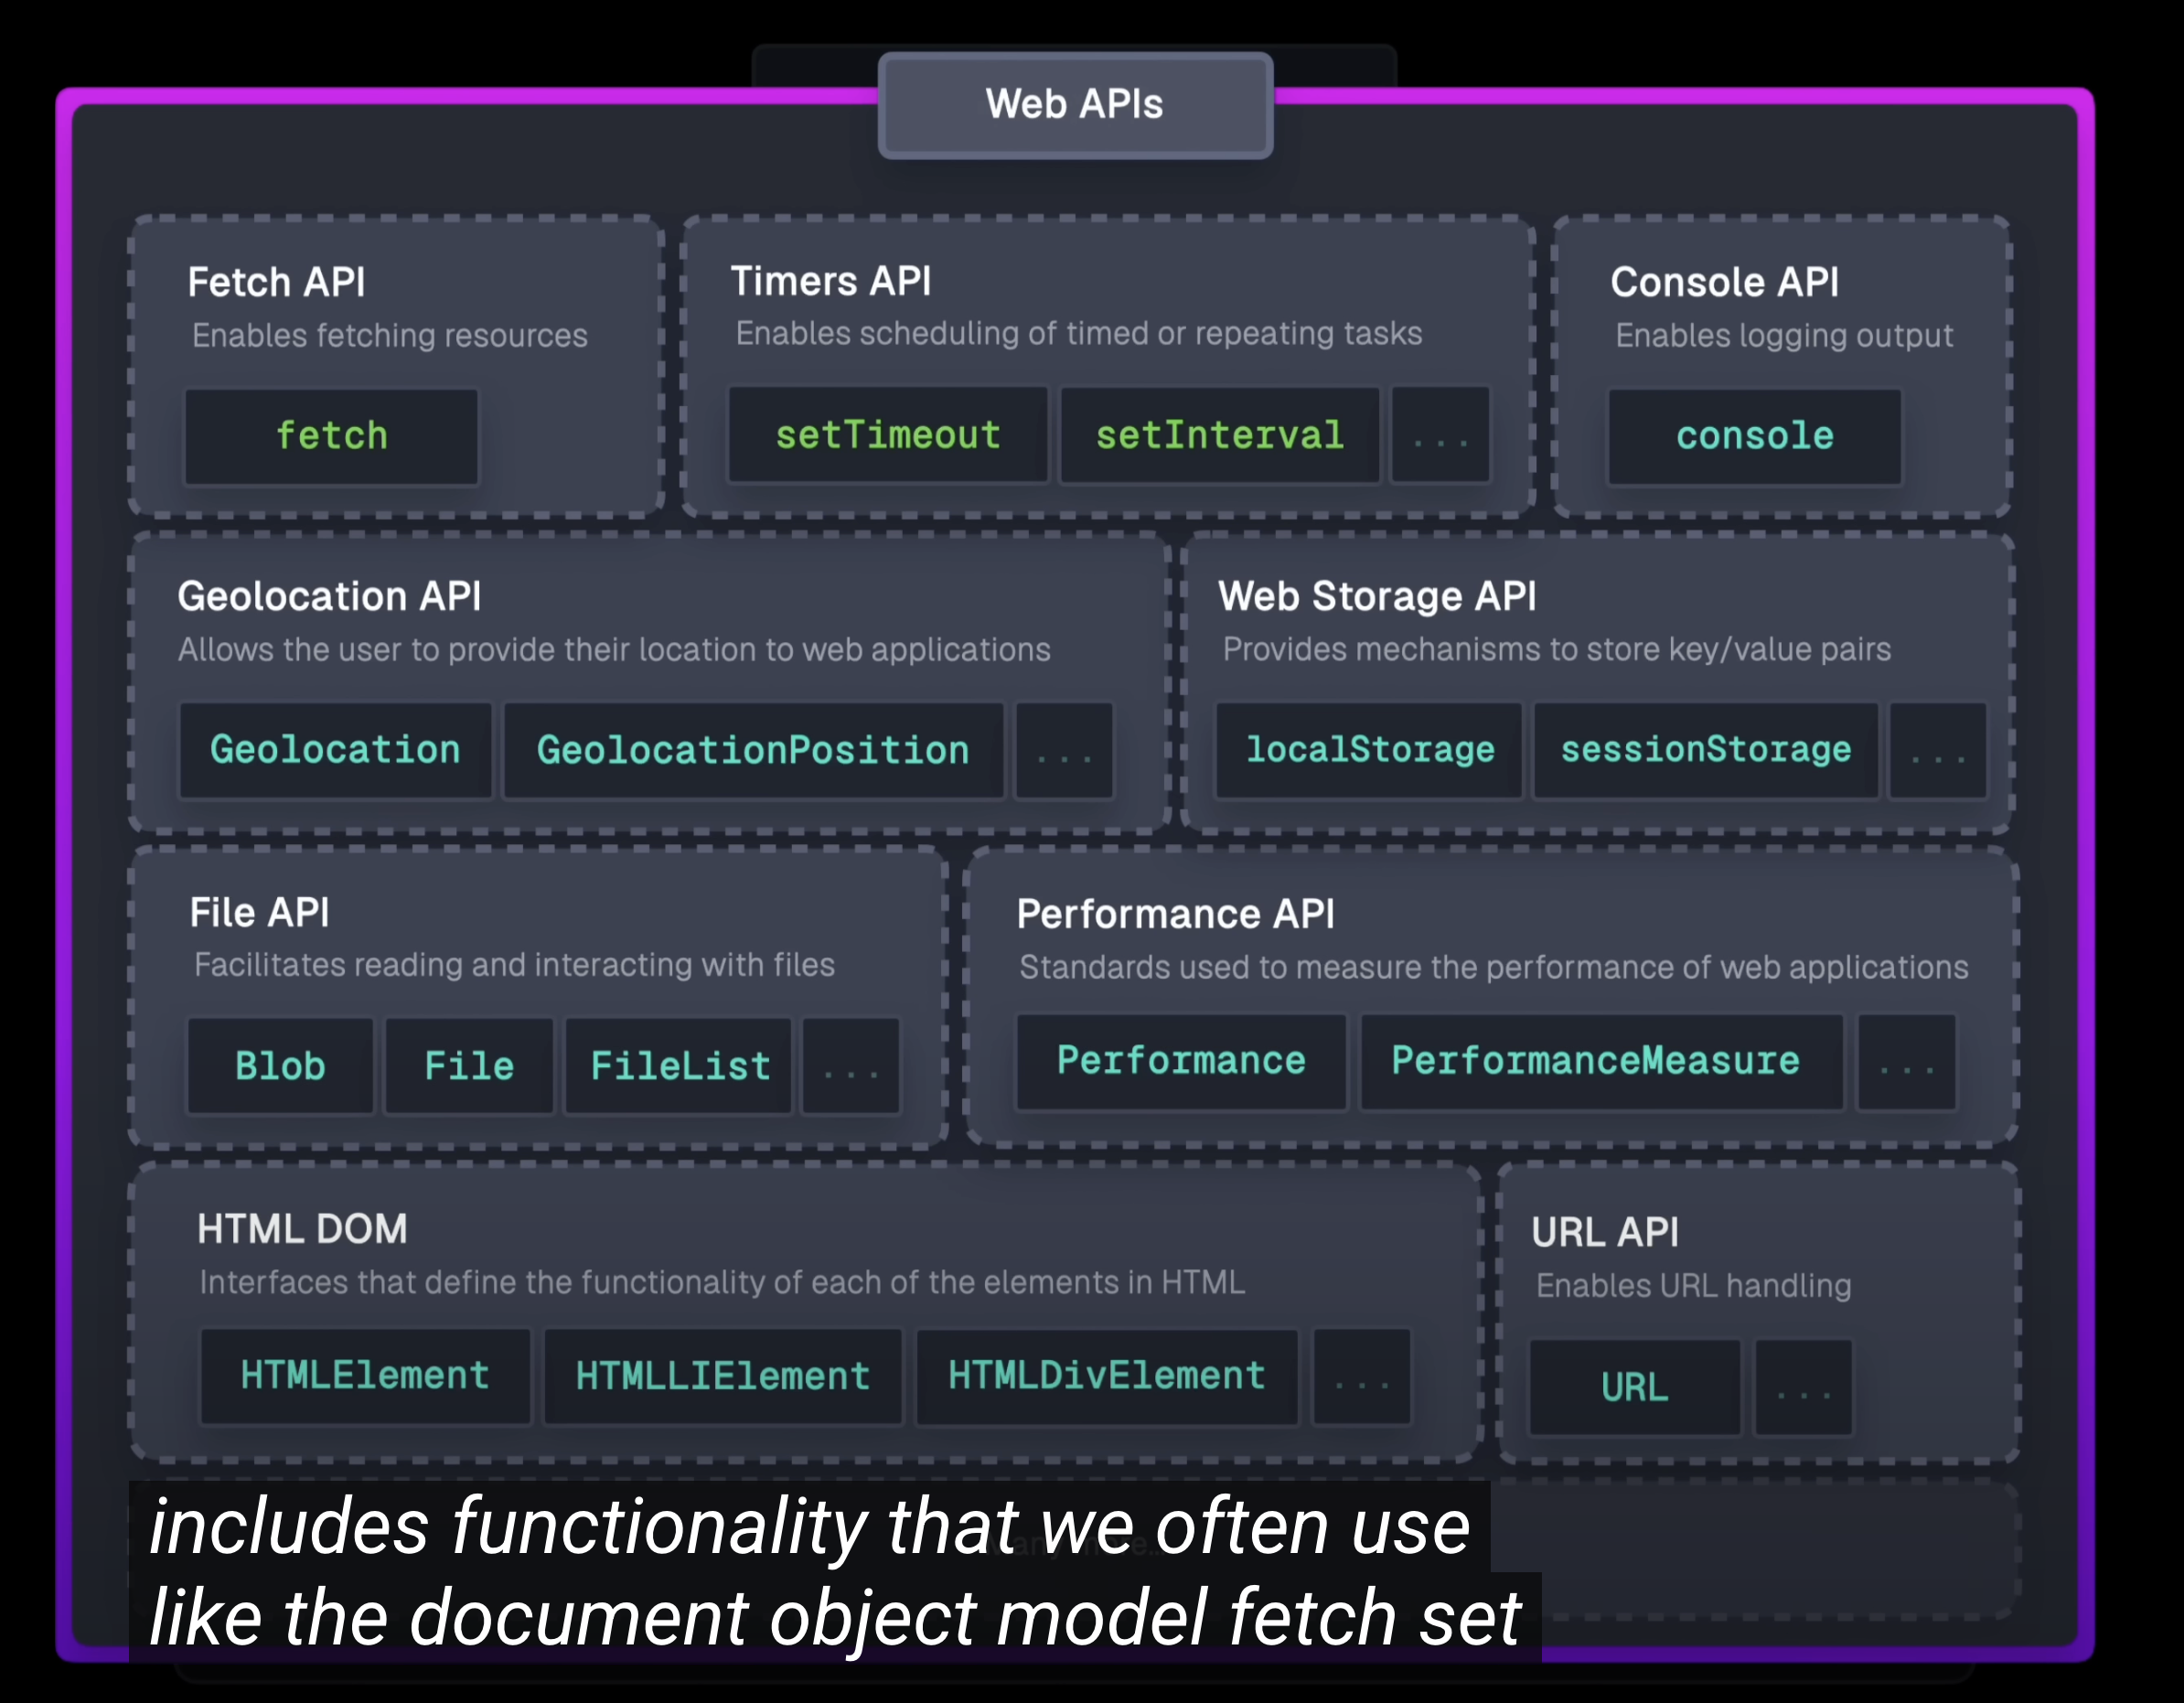 Web APIs
Fetch API
Enables fetching resources
fetch
Timers API
Enables scheduling of timed or repeating tasks
setTimeout
setInterval
...
Console API
Enables logging output
console
Geolocation API
Allows the user to provide their location to web applications
Geolocation
GeolocationPosition
...
Web Storage API
Provides mechanisms to store key/value pairs
localStorage
sessionStorage
...
File API
Facilitates reading and interacting with files
Blob
File
FileList
...
Performance API
Standards used to measure the performance of web applications
Performance
PerformanceMeasure
...
HTML DOM
Interfaces that define the functionality of each of the elements in HTML
HTMLElement
HTMLLIElement
HTMLDivElement
...
URL API
Enables URL handling
URL
...
includes functionality that we often use
like the document object model fetch set